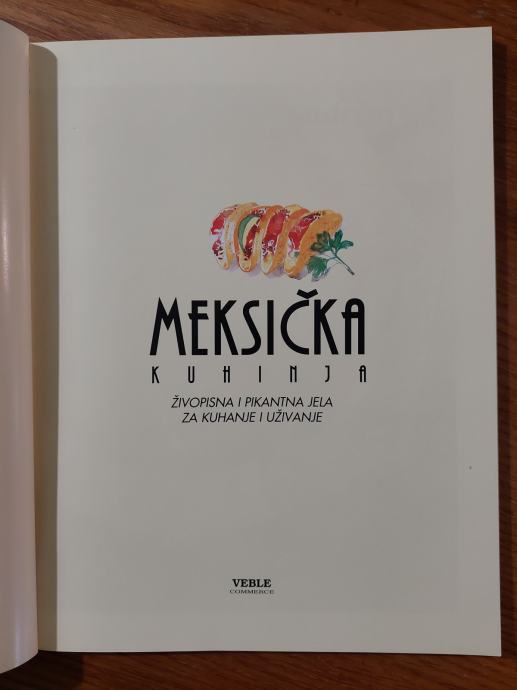 MEKSIČKA
KUHINJA
ŽIVOPISNA I PIKANTNA JELA
ZA KUHANJE I UŽIVANJE
VEBLE
COMMERCE